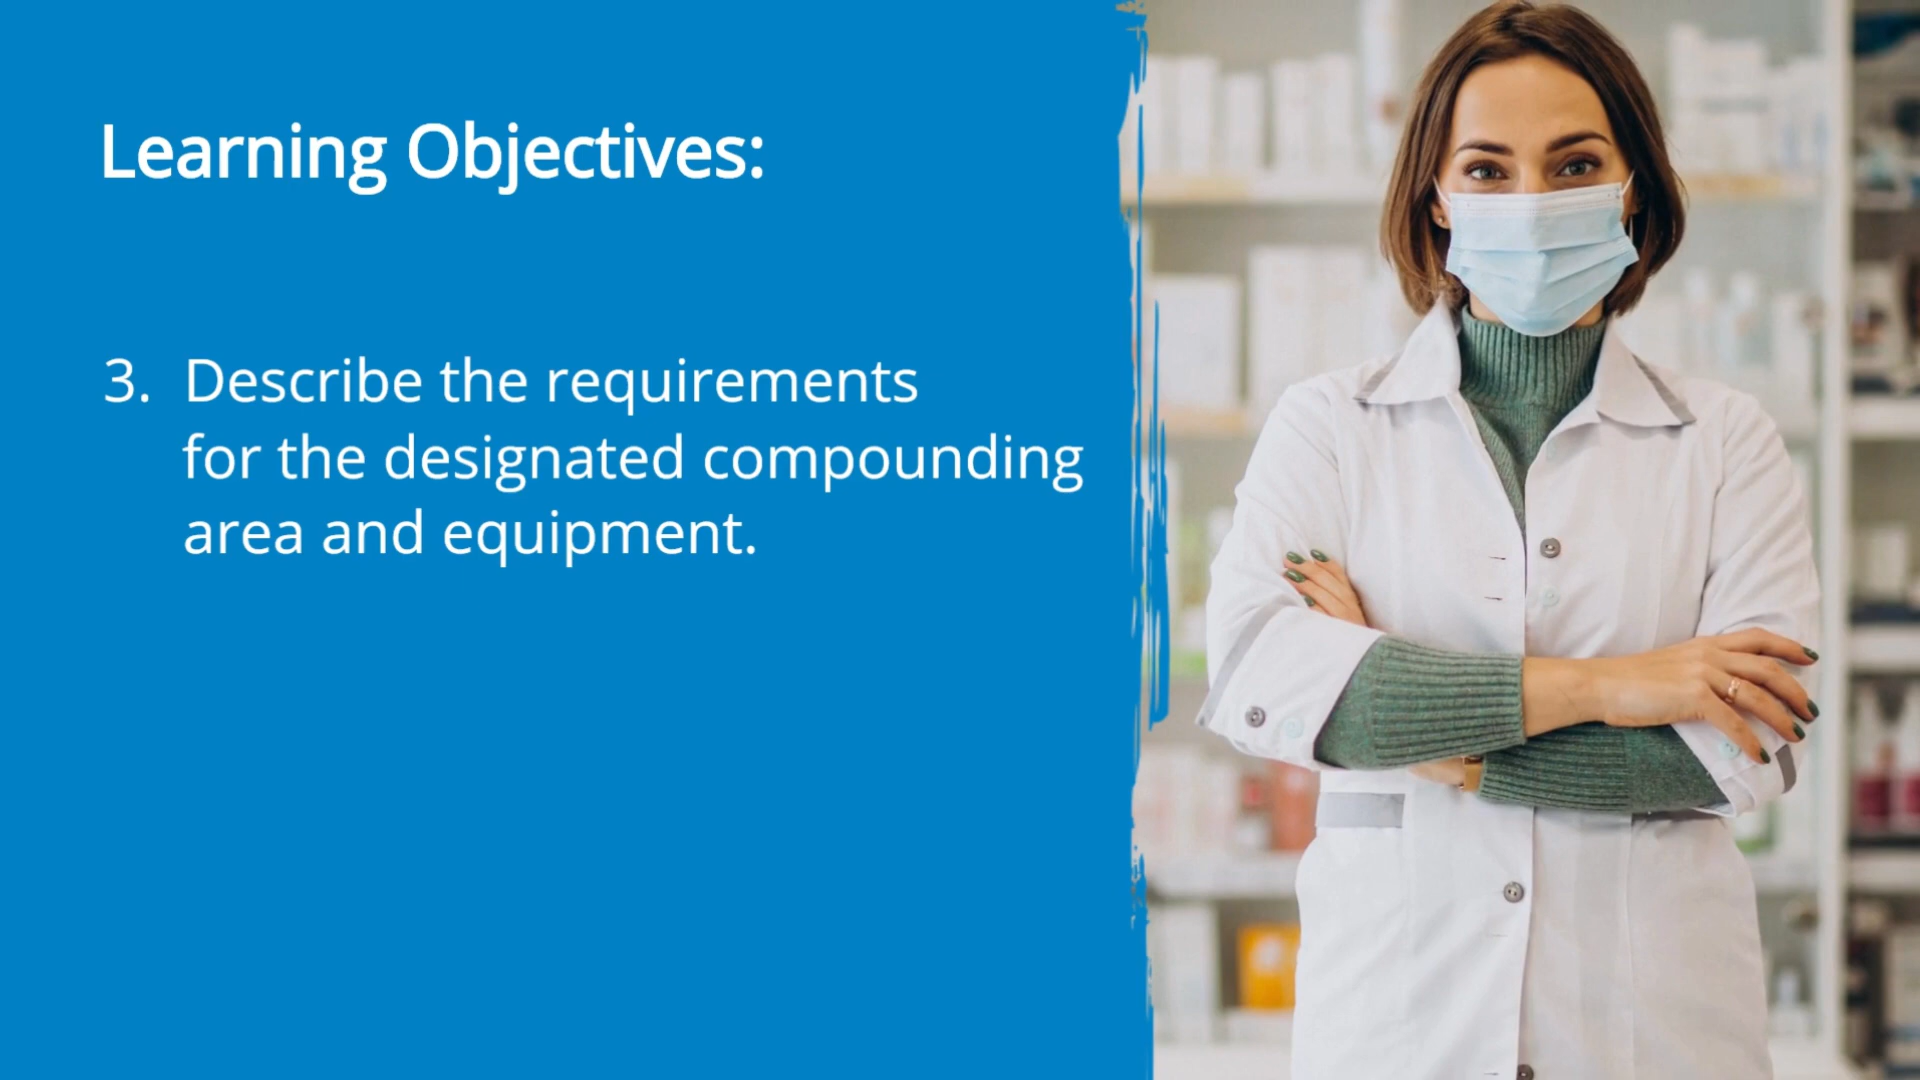 Learning Objectives:
3. Describe the requirements
for the designated compounding
area and equipment.